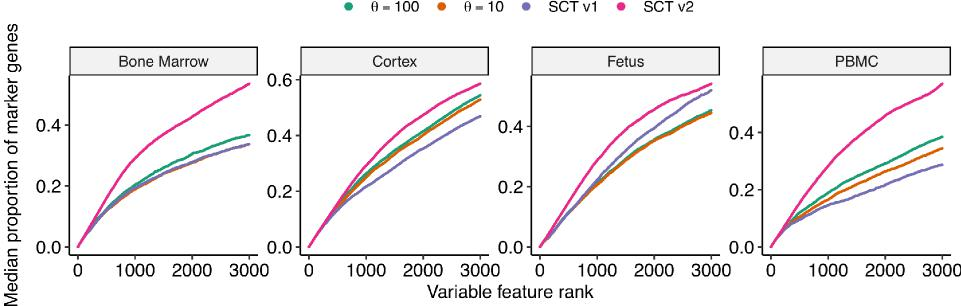 θ = 100 θ = 10 SCT v1 SCT v2
Median proportion of marker genes
Bone Marrow Cortex Fetus PBMC
0.4
0.2
0.0
0.6
0.4
0.2
0.0
0.4
0.2
0.0
0.4
0.2
0.0
0 1000 2000 3000 0 1000 2000 3000 0 1000 2000 3000 0 1000 2000 3000
Variable feature rank